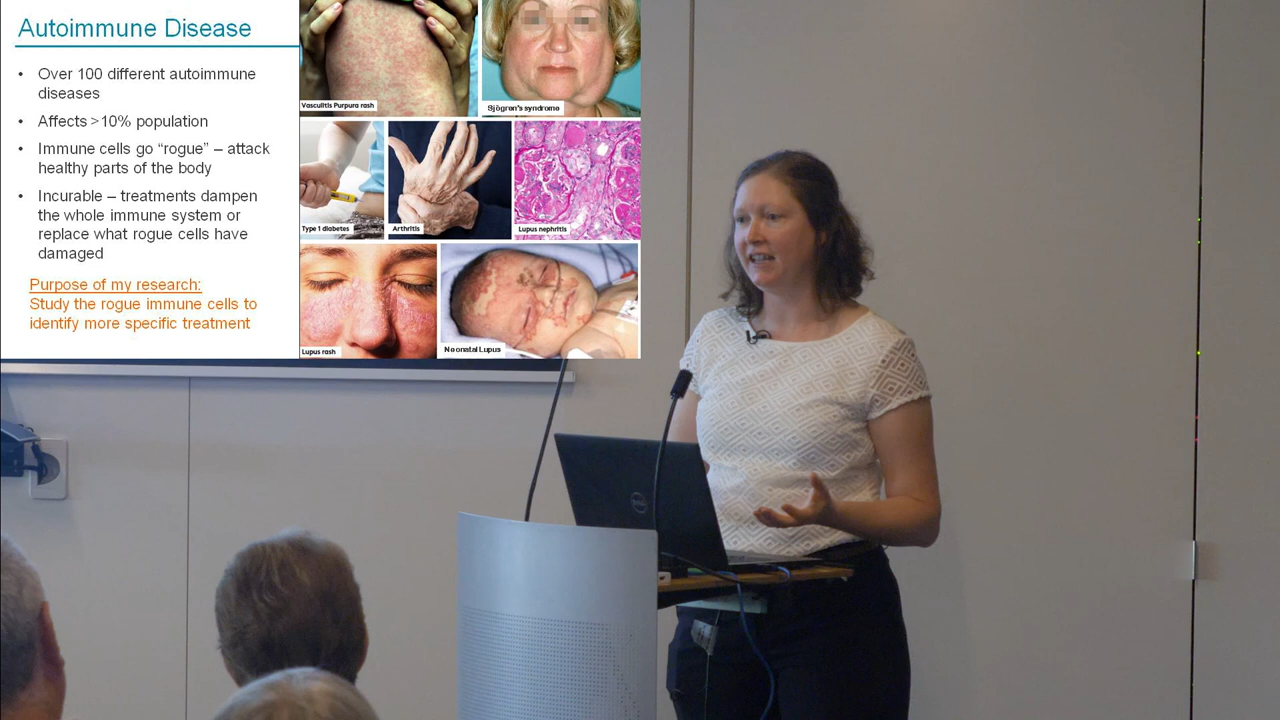 Autoimmune Disease
• Over 100 different autoimmune
diseases
• Affects >10% population
• Immune cells go “rogue” – attack
healthy parts of the body
• Incurable – treatments dampen
the whole immune system or
replace what rogue cells have
damaged
Purpose of my research:
Study the rogue immune cells to
identify more specific treatment
Vasculitis Purpura rash
Sjögren's syndrome
Type 1 diabetes
Arthritis
Lupus nephritis
Lupus rash
Neonatal Lupus
DELL